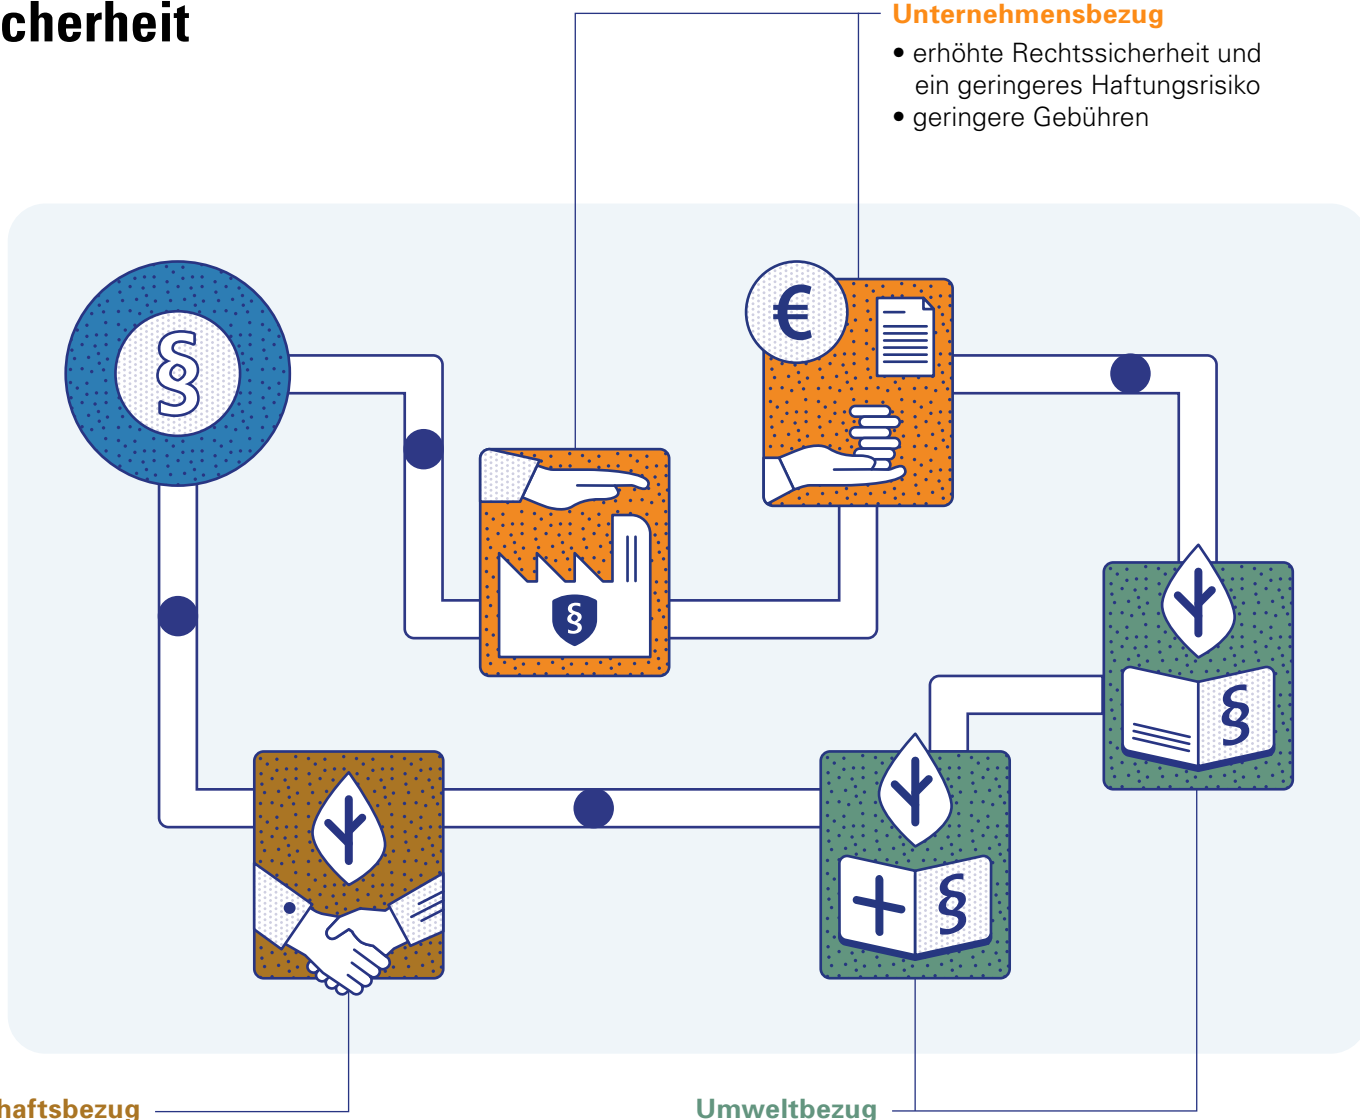 cherheit
Unternehmensbezug
• erhöhte Rechtssicherheit und
ein geringeres Haftungsrisiko
• geringere Gebühren
§
€
§
§
§
haftsbezug
Umweltbezug